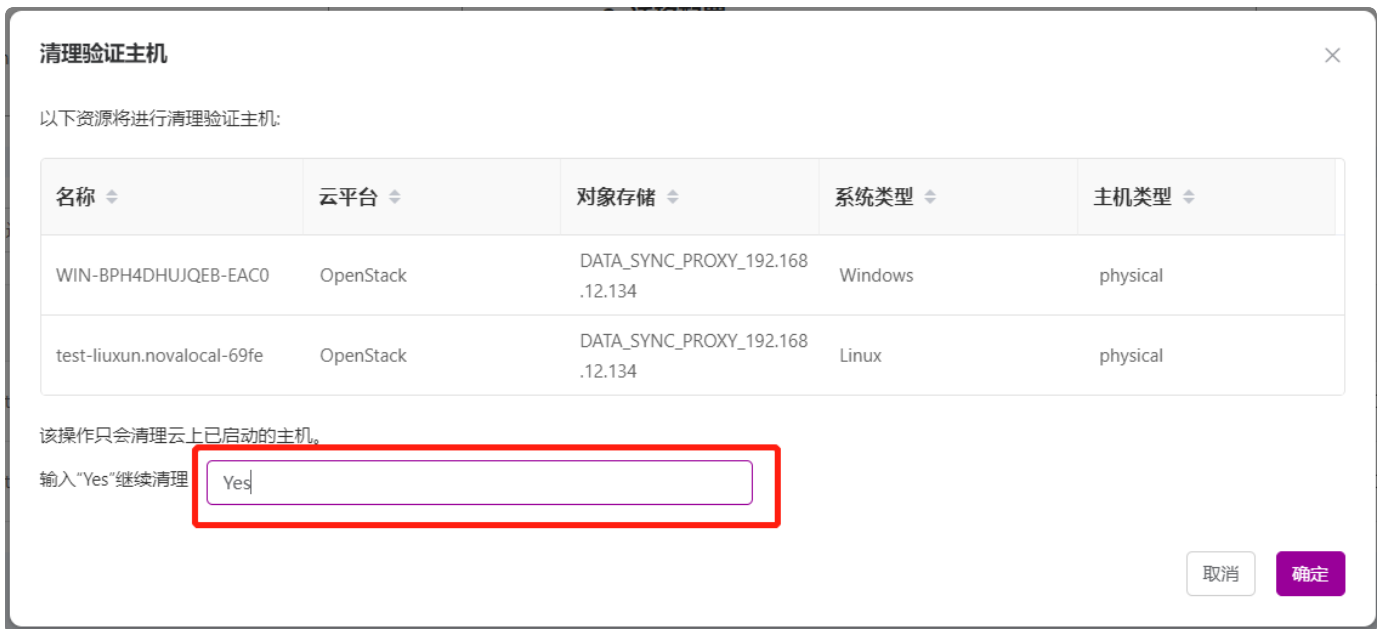 清理验证主机
以下资源将进行清理验证主机:
名称 云平台 对象存储 系统类型 主机类型
WIN-BPH4DHUJQEB-EAC0 OpenStack DATA_SYNC_PROXY_192.168 Windows physical
.12.134
test-liuxun.novalocal-69fe OpenStack DATA_SYNC_PROXY_192.168 Linux physical
.12.134
该操作只会清理云上已启动的主机。
输入“Yes”继续清理 Yes
取消 确定